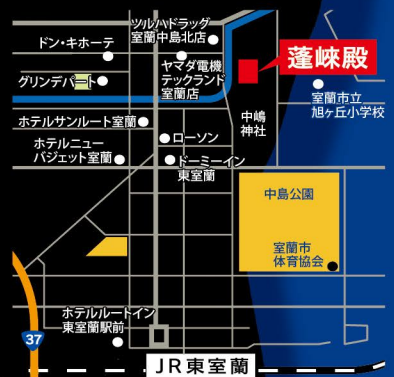 ツルハドラッグ
室蘭中島北店
ドン・キホーテ
ヤマダ電機
テックランド
室蘭店
蓬崍殿
グリンデパート
室蘭市立
旭ヶ丘小学校
ホテルサンルート室蘭
中嶋
神社
ローソン
ホテルニュー
バジェット室蘭
ドーミーイン
東室蘭
中島公園
室蘭市
体育協会
ホテルルートイン
東室蘭駅前
37
JR東室蘭